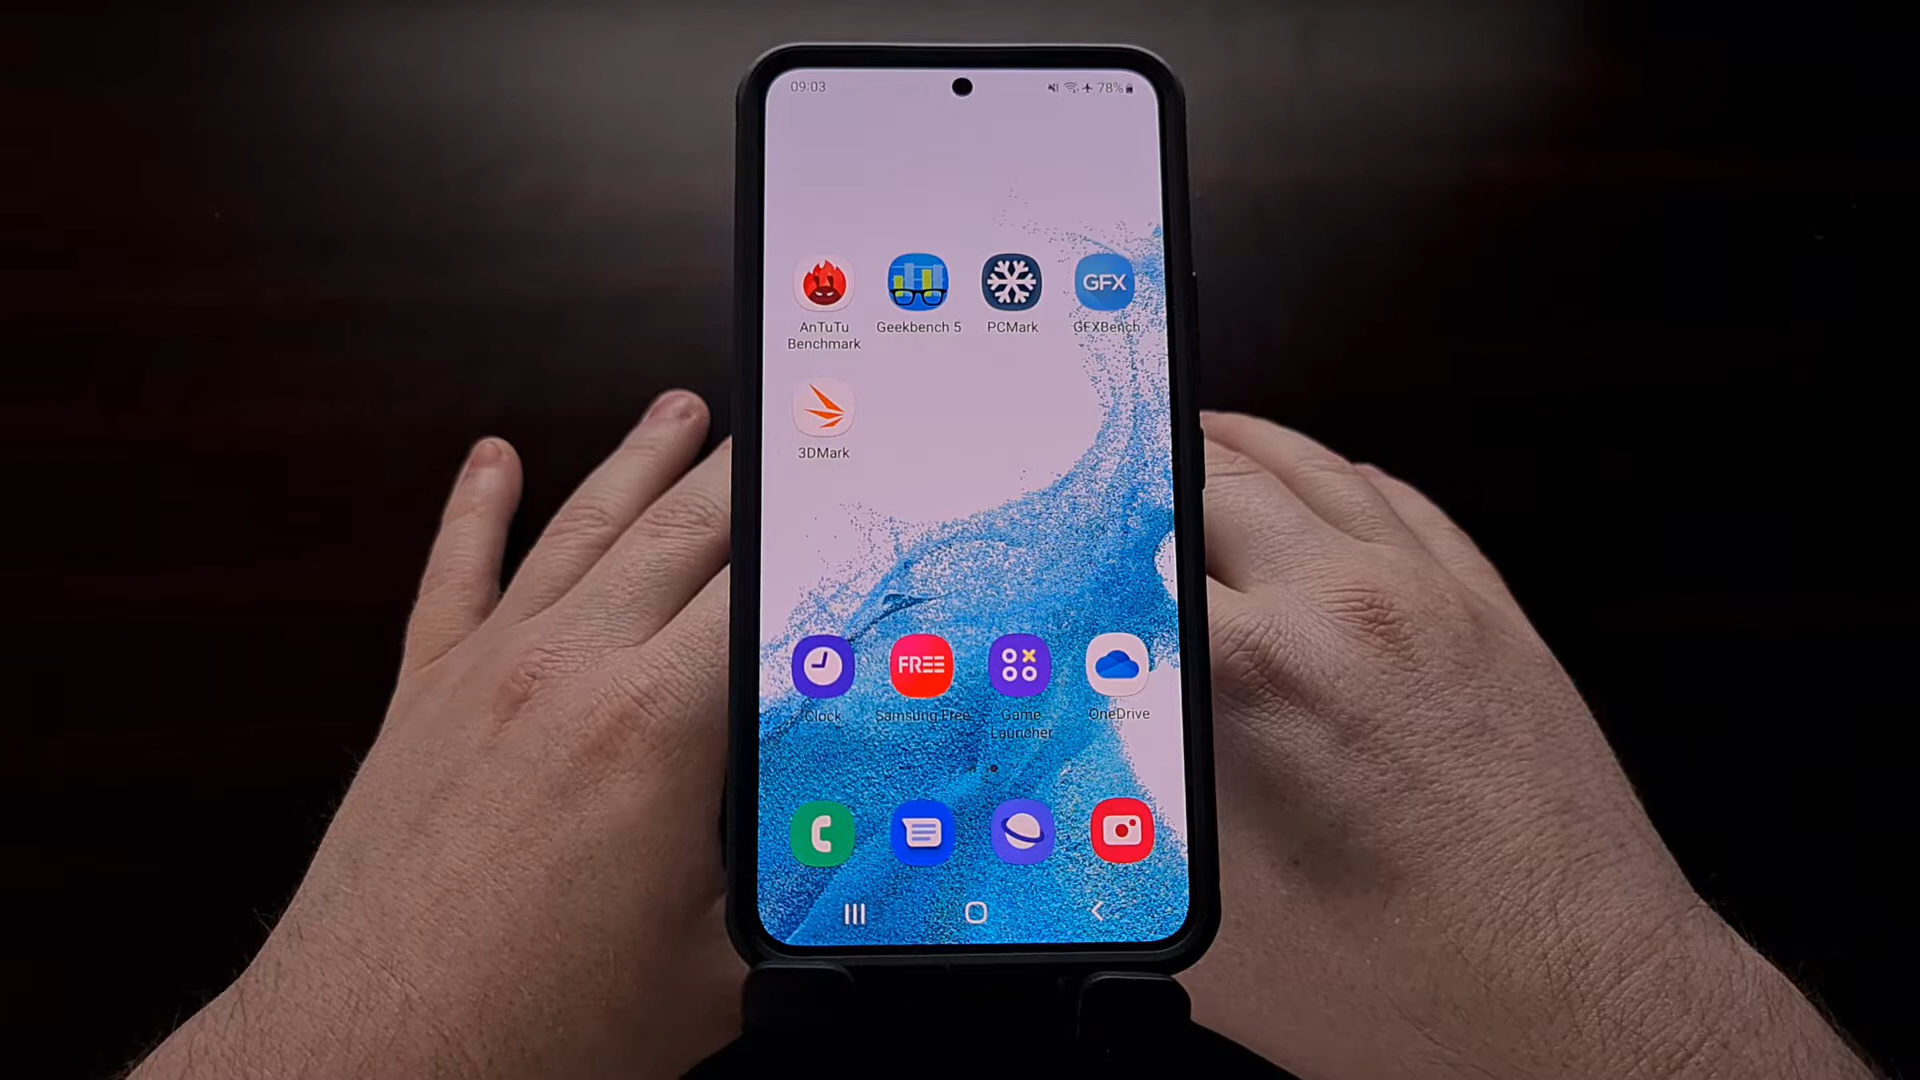 09:03
78%
AnTuTu
Benchmark
Geekbench 5
PCMark
GFX
GFXBench
3DMark
Clock
FREE
Samsung Free
Game
Launcher
OneDrive